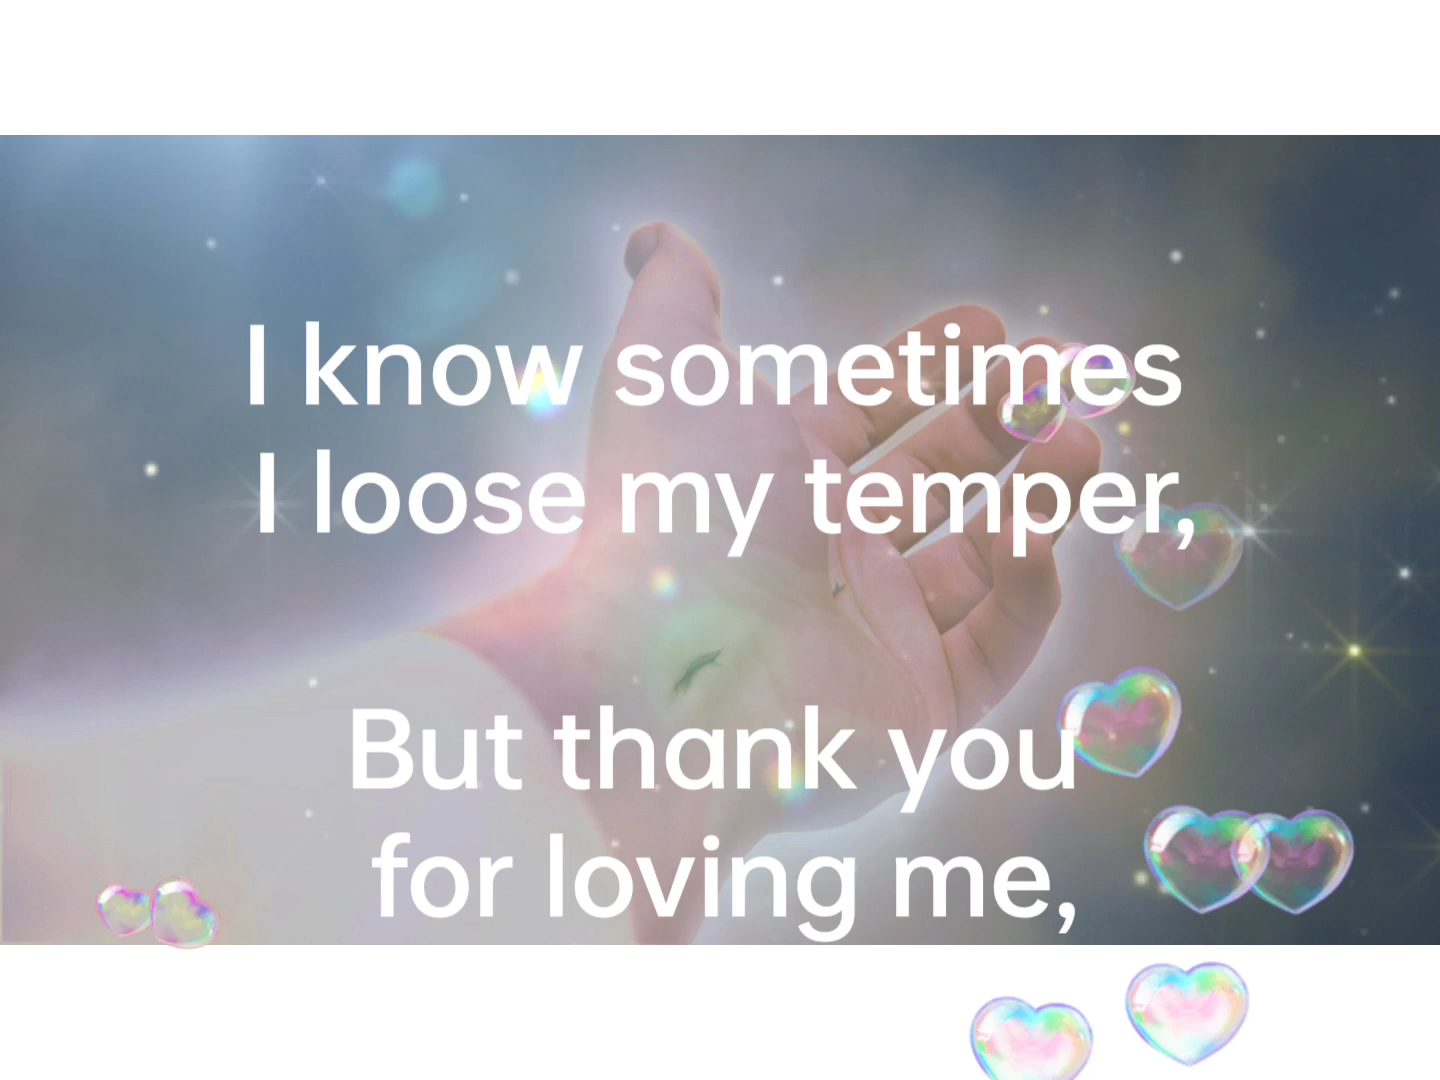 I know sometimes
I loose my temper,
But thank you
for loving me,